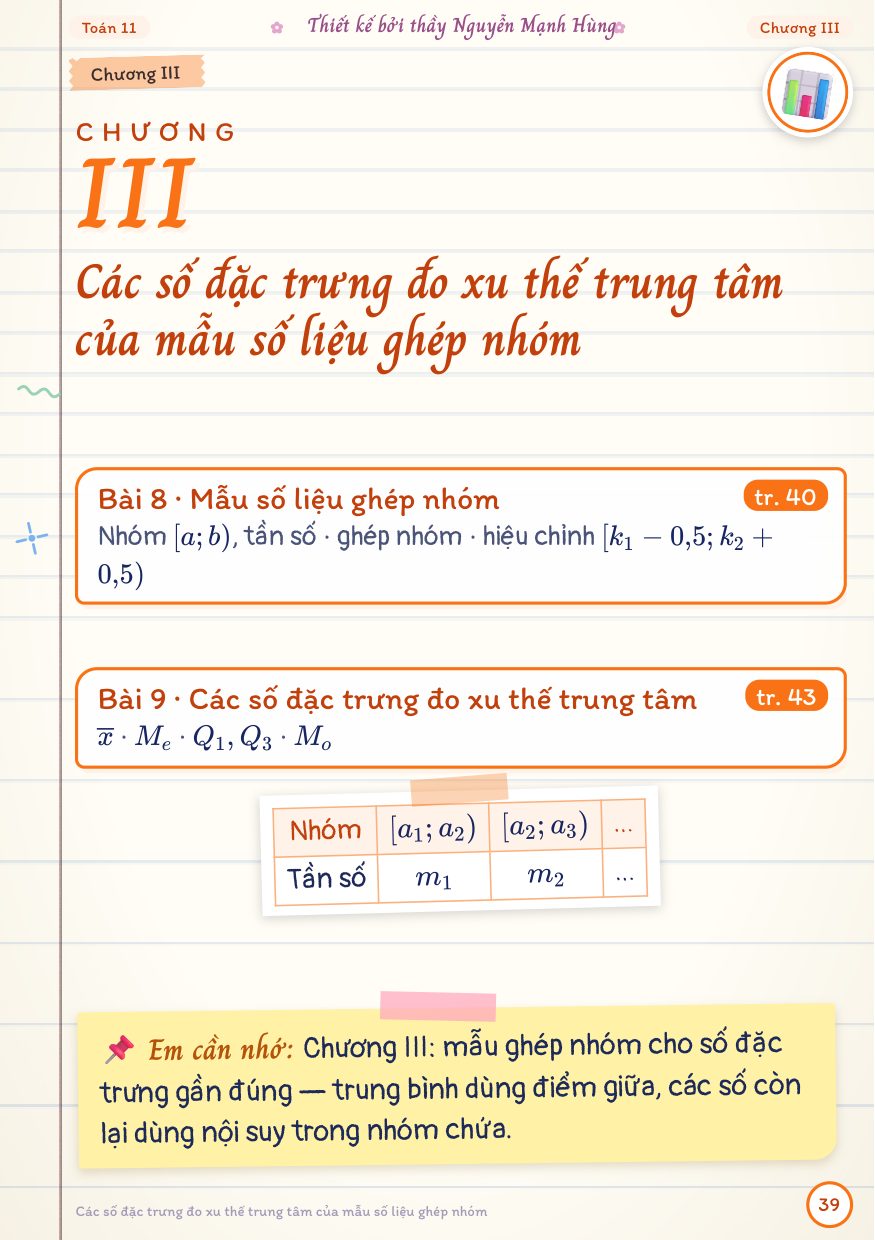 Toán 11
Thiết kế bởi thầy Nguyễn Mạnh Hùng
Chương III
Chương III
CHƯƠNG
III
Các số đặc trưng đo xu thế trung tâm
của mẫu số liệu ghép nhóm
Bài 8 · Mẫu số liệu ghép nhóm
tr. 40
Nhóm [a; b), tần số · ghép nhóm · hiệu chỉnh [k₁ − 0,5; k₂ +
0,5)
Bài 9 · Các số đặc trưng đo xu thế trung tâm
tr. 43
x̅ · Mₑ · Q₁, Q₃ · Mₒ
Nhóm [a₁; a₂) [a₂; a₃) ...
Tần số m₁ m₂ ...
Em cần nhớ: Chương III: mẫu ghép nhóm cho số đặc
trưng gần đúng — trung bình dùng điểm giữa, các số còn
lại dùng nội suy trong nhóm chứa.
Các số đặc trưng đo xu thế trung tâm của mẫu số liệu ghép nhóm
39